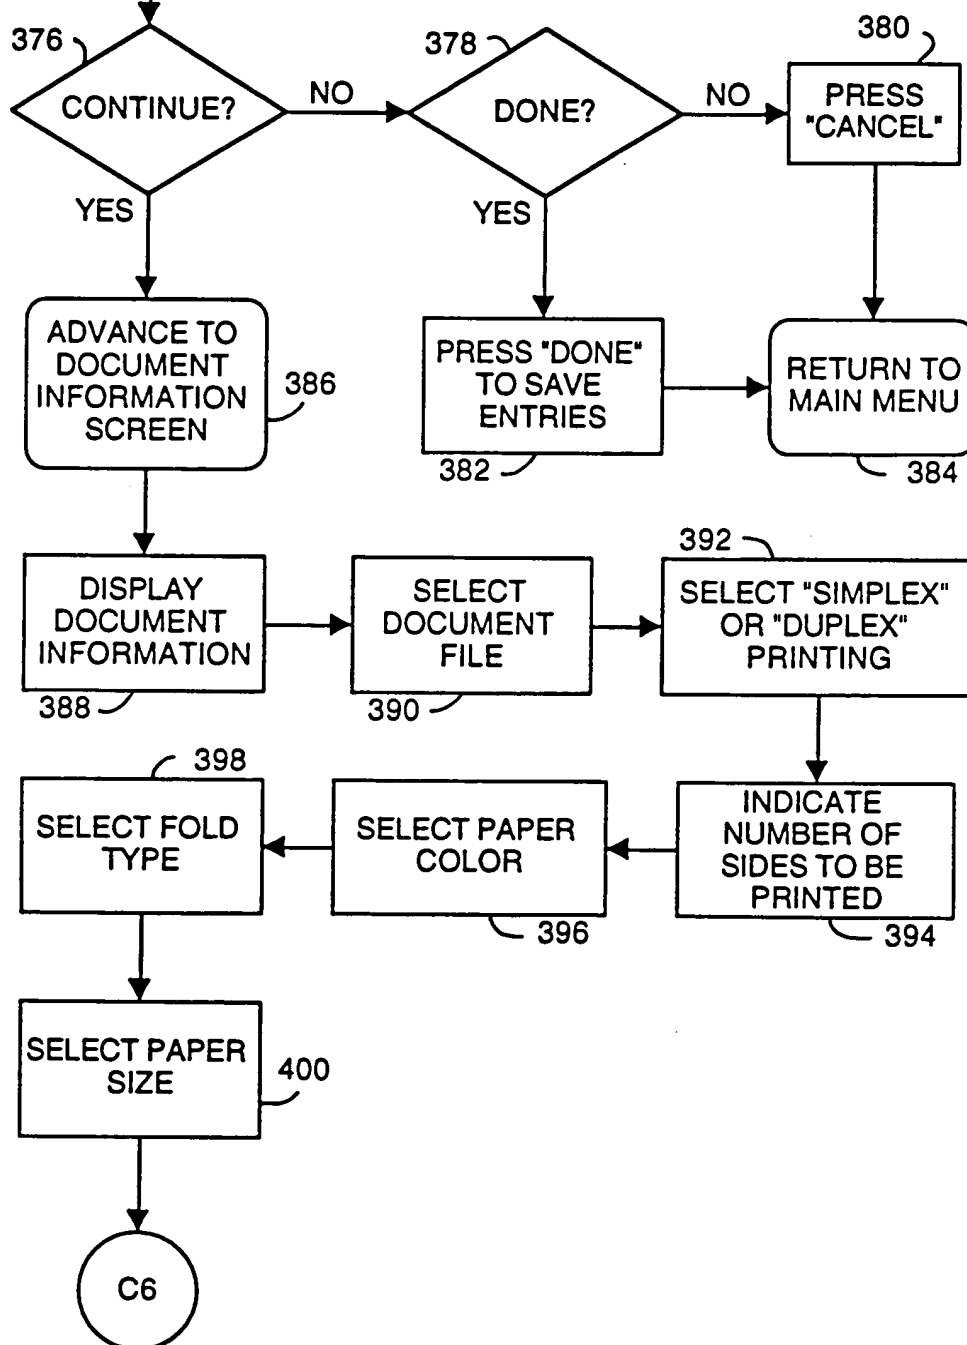 376
CONTINUE?
NO
378
DONE?
NO
380
PRESS
"CANCEL"
YES
YES
ADVANCE TO
DOCUMENT
INFORMATION
SCREEN
386
PRESS "DONE"
TO SAVE
ENTRIES
382
RETURN TO
MAIN MENU
384
DISPLAY
DOCUMENT
INFORMATION
388
SELECT
DOCUMENT
FILE
390
392
SELECT "SIMPLEX"
OR "DUPLEX"
PRINTING
INDICATE
NUMBER OF
SIDES TO BE
PRINTED
394
SELECT PAPER
COLOR
396
398
SELECT FOLD
TYPE
SELECT PAPER
SIZE
400
C6